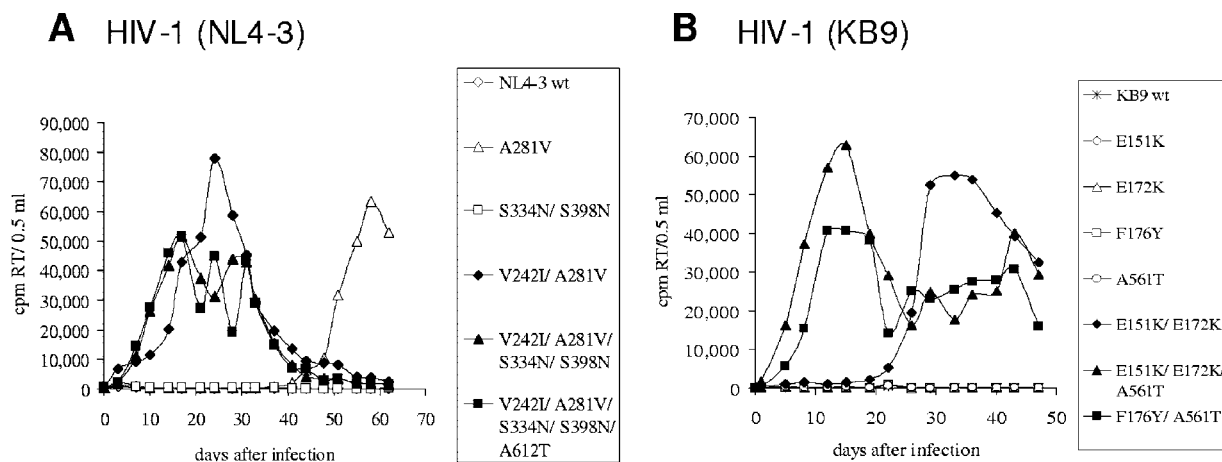 A HIV-1 (NL4-3)
90,000
80,000
70,000
60,000
50,000
40,000
30,000
20,000
10,000
0
cpm RT/ 0.5 ml
0 10 20 30 40 50 60 70
days after infection
NL4-3 wt
A281V
S334N/ S398N
V242I/ A281V
V242I/ A281V/
S334N/ S398N
V242I/ A281V/
S334N/ S398N/
A612T
B HIV-1 (KB9)
70,000
60,000
50,000
40,000
30,000
20,000
10,000
0
cpm RT/0.5 ml
0 10 20 30 40 50
days after infection
KB9 wt
E151K
E172K
F176Y
A561T
E151K/ E172K
E151K/ E172K/
A561T
F176Y/ A561T